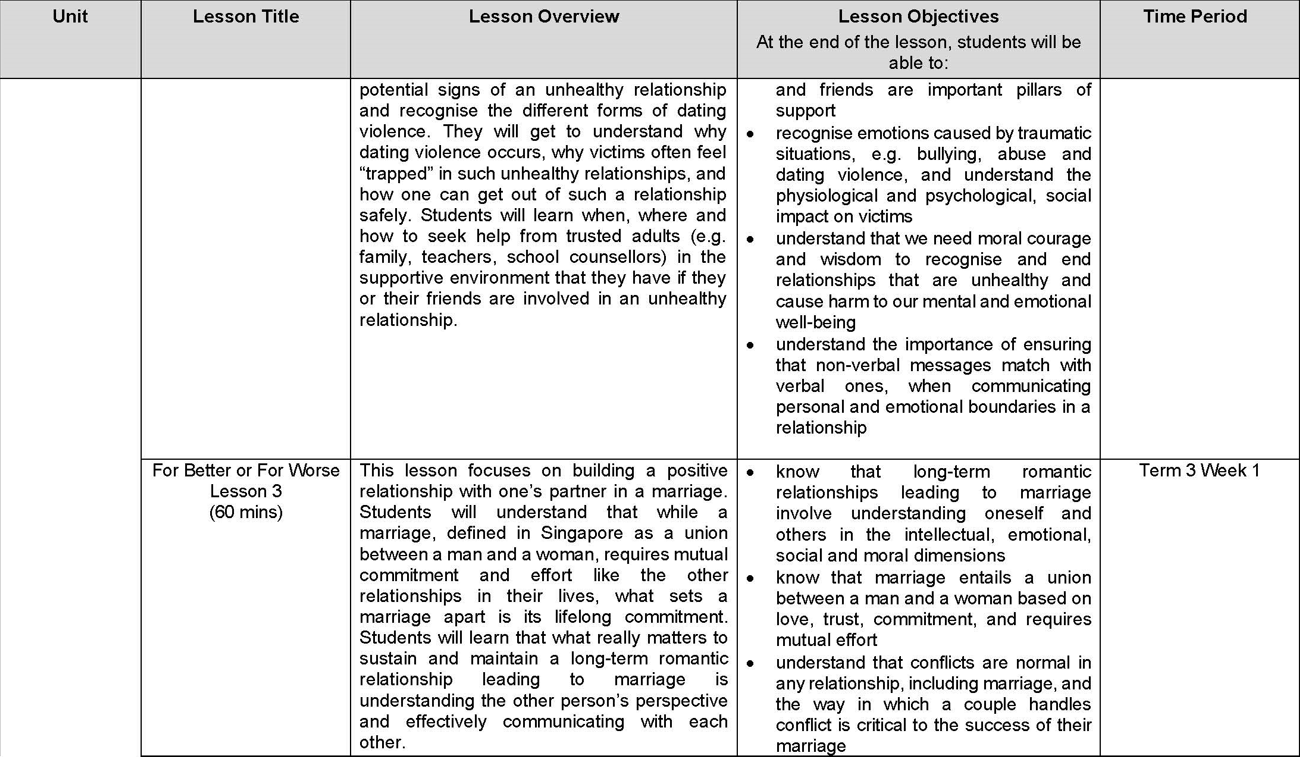 Unit
Lesson Title
Lesson Overview
Lesson Objectives
At the end of the lesson, students will be
able to:
Time Period
potential signs of an unhealthy relationship
and recognise the different forms of dating
violence. They will get to understand why
dating violence occurs, why victims often feel
“trapped” in such unhealthy relationships, and
how one can get out of such a relationship
safely. Students will learn when, where and
how to seek help from trusted adults (e.g.
family, teachers, school counsellors) in the
supportive environment that they have if they
or their friends are involved in an unhealthy
relationship.
and friends are important pillars of
support
• recognise emotions caused by traumatic
situations, e.g. bullying, abuse and
dating violence, and understand the
physiological and psychological, social
impact on victims
• understand that we need moral courage
and wisdom to recognise and end
relationships that are unhealthy and
cause harm to our mental and emotional
well-being
• understand the importance of ensuring
that non-verbal messages match with
verbal ones, when communicating
personal and emotional boundaries in a
relationship
For Better or For Worse
Lesson 3
(60 mins)
This lesson focuses on building a positive
relationship with one’s partner in a marriage.
Students will understand that while a
marriage, defined in Singapore as a union
between a man and a woman, requires mutual
commitment and effort like the other
relationships in their lives, what sets a
marriage apart is its lifelong commitment.
Students will learn that what really matters to
sustain and maintain a long-term romantic
relationship leading to marriage is
understanding the other person’s perspective
and effectively communicating with each
other.
• know that long-term romantic
relationships leading to marriage
involve understanding oneself and
others in the intellectual, emotional,
social and moral dimensions
• know that marriage entails a union
between a man and a woman based on
love, trust, commitment, and requires
mutual effort
• understand that conflicts are normal in
any relationship, including marriage, and
the way in which a couple handles
conflict is critical to the success of their
marriage
Term 3 Week 1